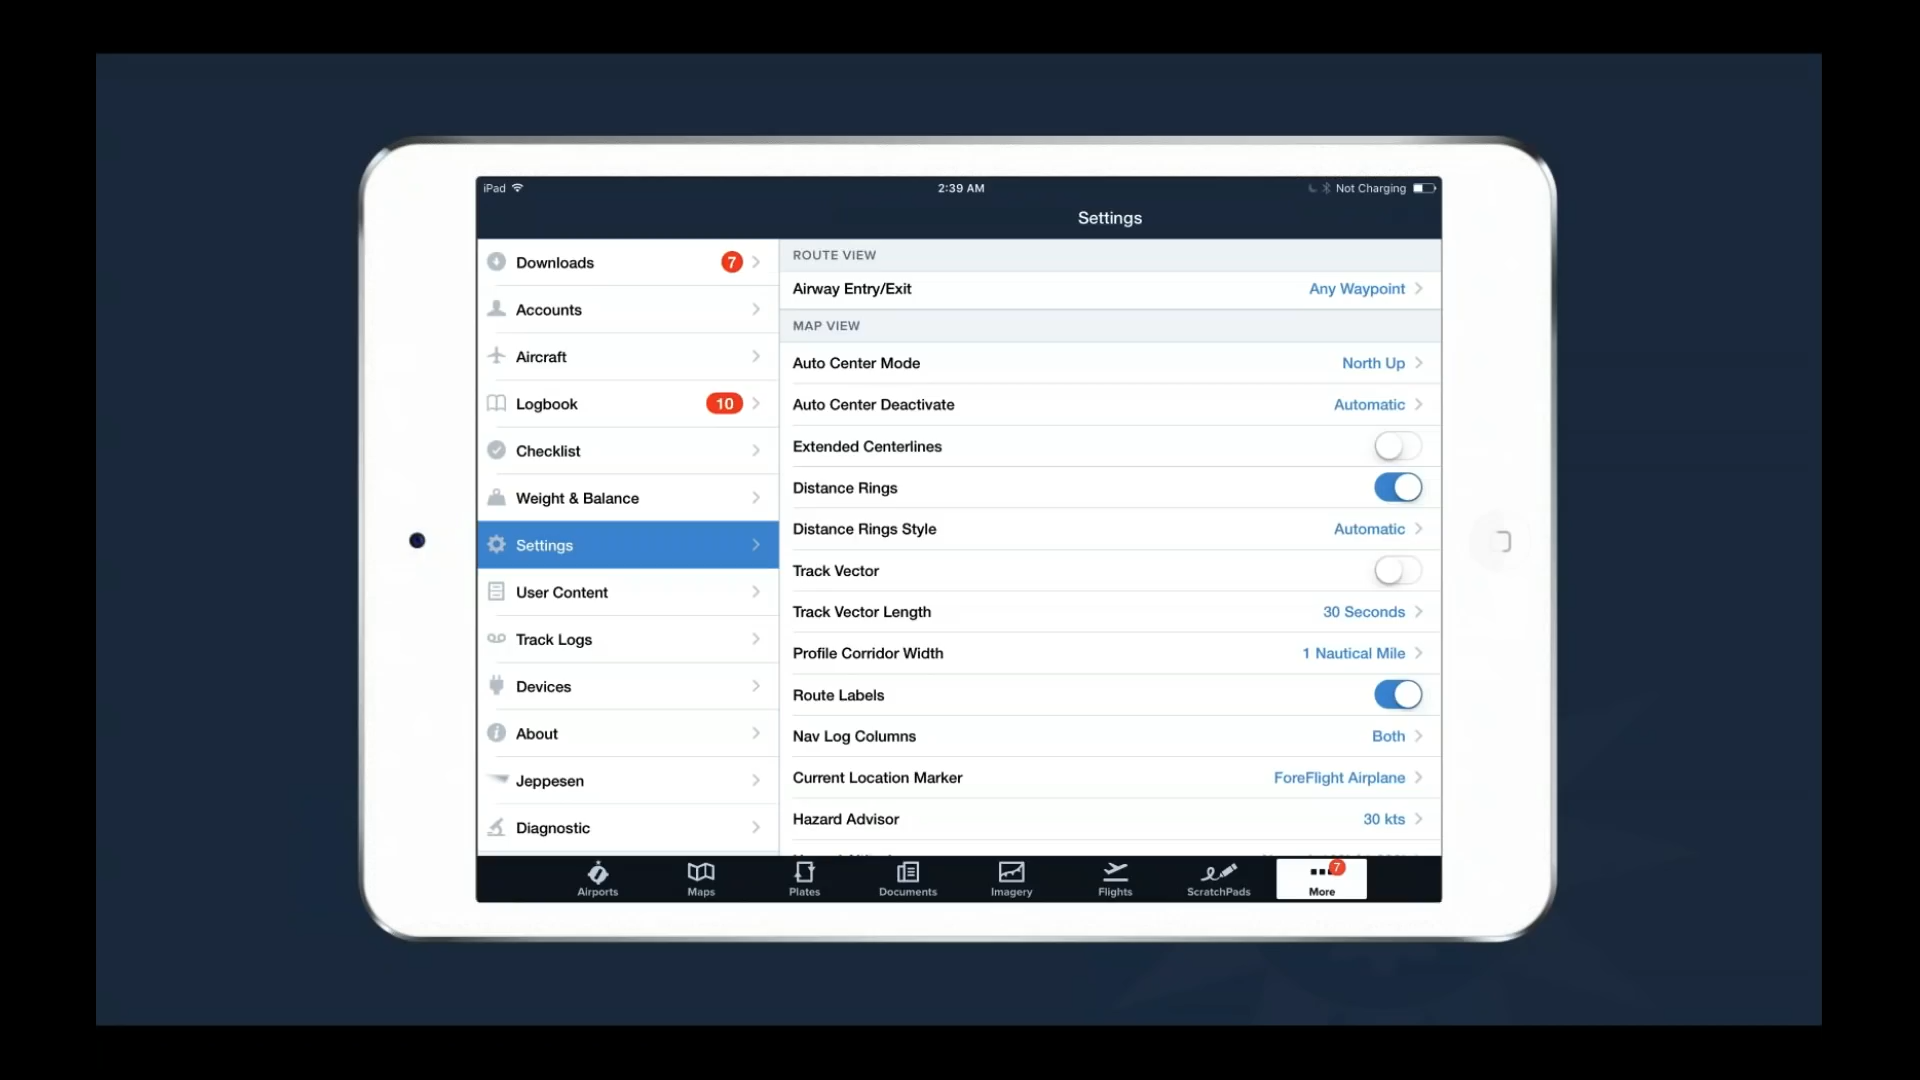 iPad
2:39 AM
Not Charging
Settings
Downloads 7
Accounts
Aircraft
Logbook 10
Checklist
Weight & Balance
Settings
User Content
Track Logs
Devices
About
Jeppesen
Diagnostic
ROUTE VIEW
Airway Entry/Exit Any Waypoint
MAP VIEW
Auto Center Mode North Up
Auto Center Deactivate Automatic
Extended Centerlines
Distance Rings
Distance Rings Style Automatic
Track Vector
Track Vector Length 30 Seconds
Profile Corridor Width 1 Nautical Mile
Route Labels
Nav Log Columns Both
Current Location Marker ForeFlight Airplane
Hazard Advisor 30 kts
Airports
Maps
Plates
Documents
Imagery
Flights
ScratchPads
7
More